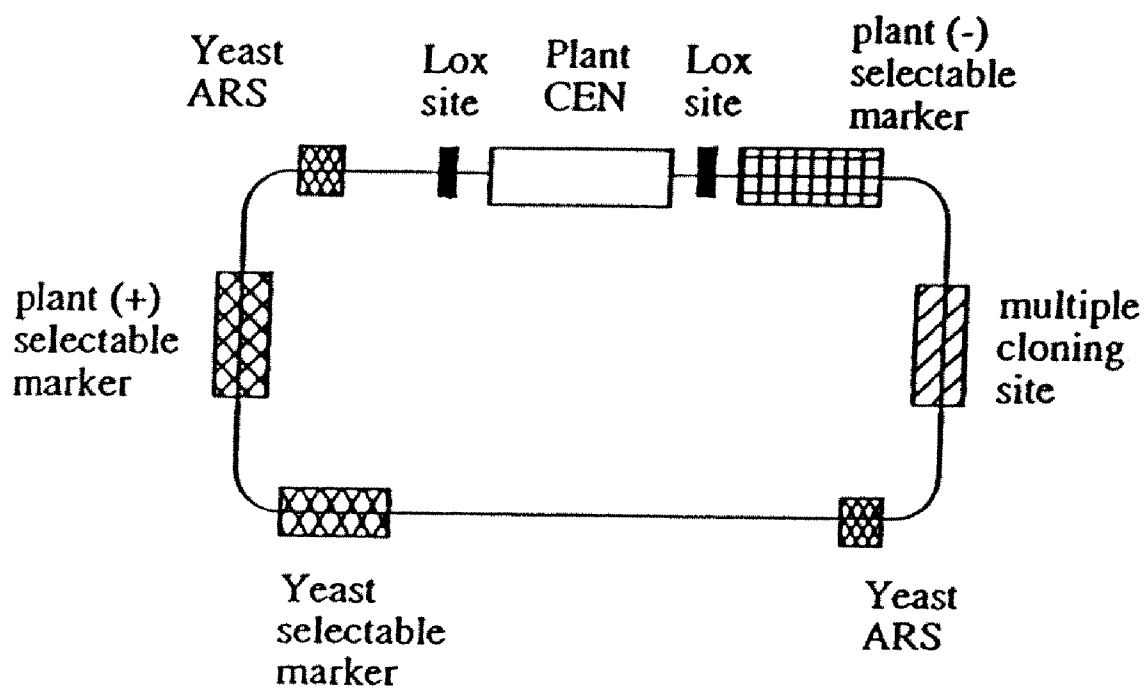 Yeast
ARS
Lox
site
Plant
CEN
Lox
site
plant (-)
selectable
marker
plant (+)
selectable
marker
multiple
cloning
site
Yeast
selectable
marker
Yeast
ARS